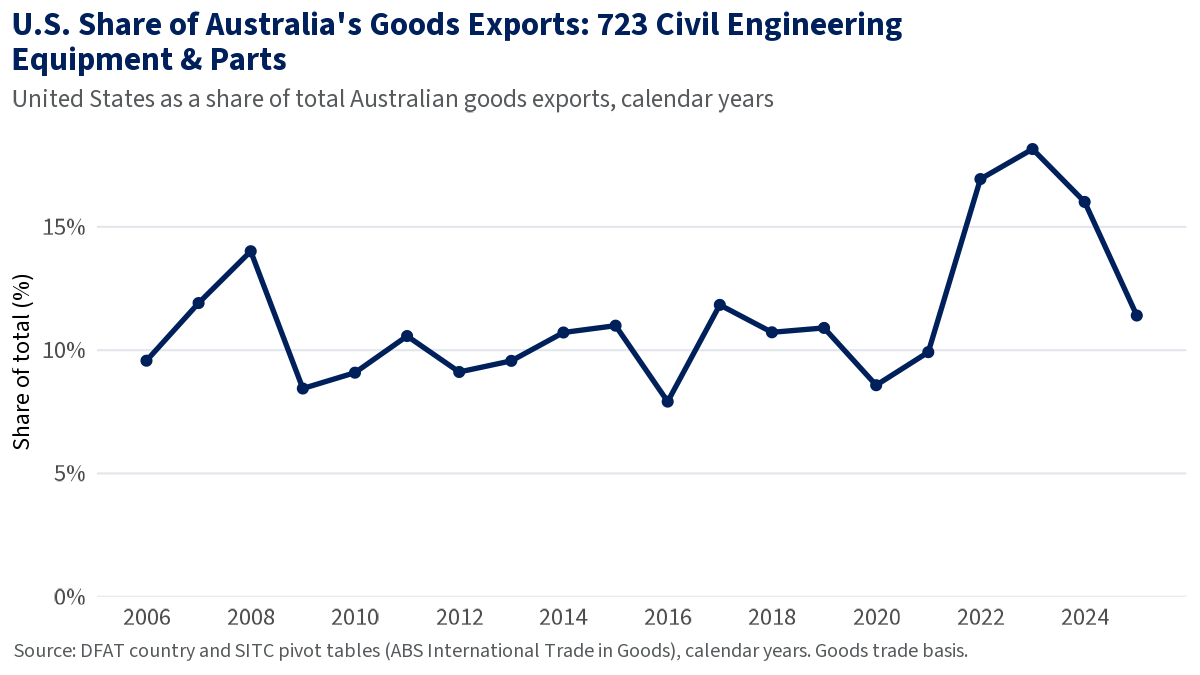 U.S. Share of Australia's Goods Exports: 723 Civil Engineering
Equipment & Parts
United States as a share of total Australian goods exports, calendar years
Share of total (%)
15%
10%
5%
0%
2006 2008 2010 2012 2014 2016 2018 2020 2022 2024
Source: DFAT country and SITC pivot tables (ABS International Trade in Goods), calendar years. Goods trade basis.